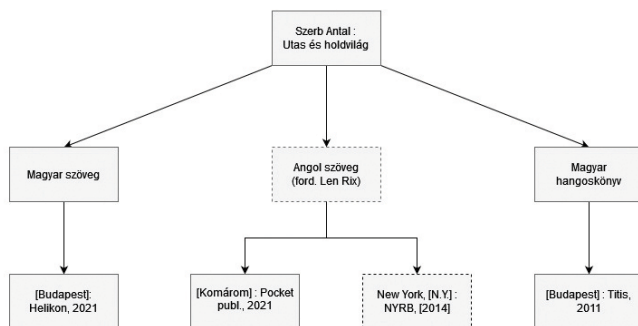 Szerb Antal :
Utas és holdvilág
Magyar szöveg
Angol szöveg
(ford. Len Rix)
Magyar
hangoskönyv
[Budapest]:
Helikon, 2021
[Komárom] : Pocket
publ., 2021
New York, [N.Y.] :
NYRB, [2014]
[Budapest] : Titis,
2011